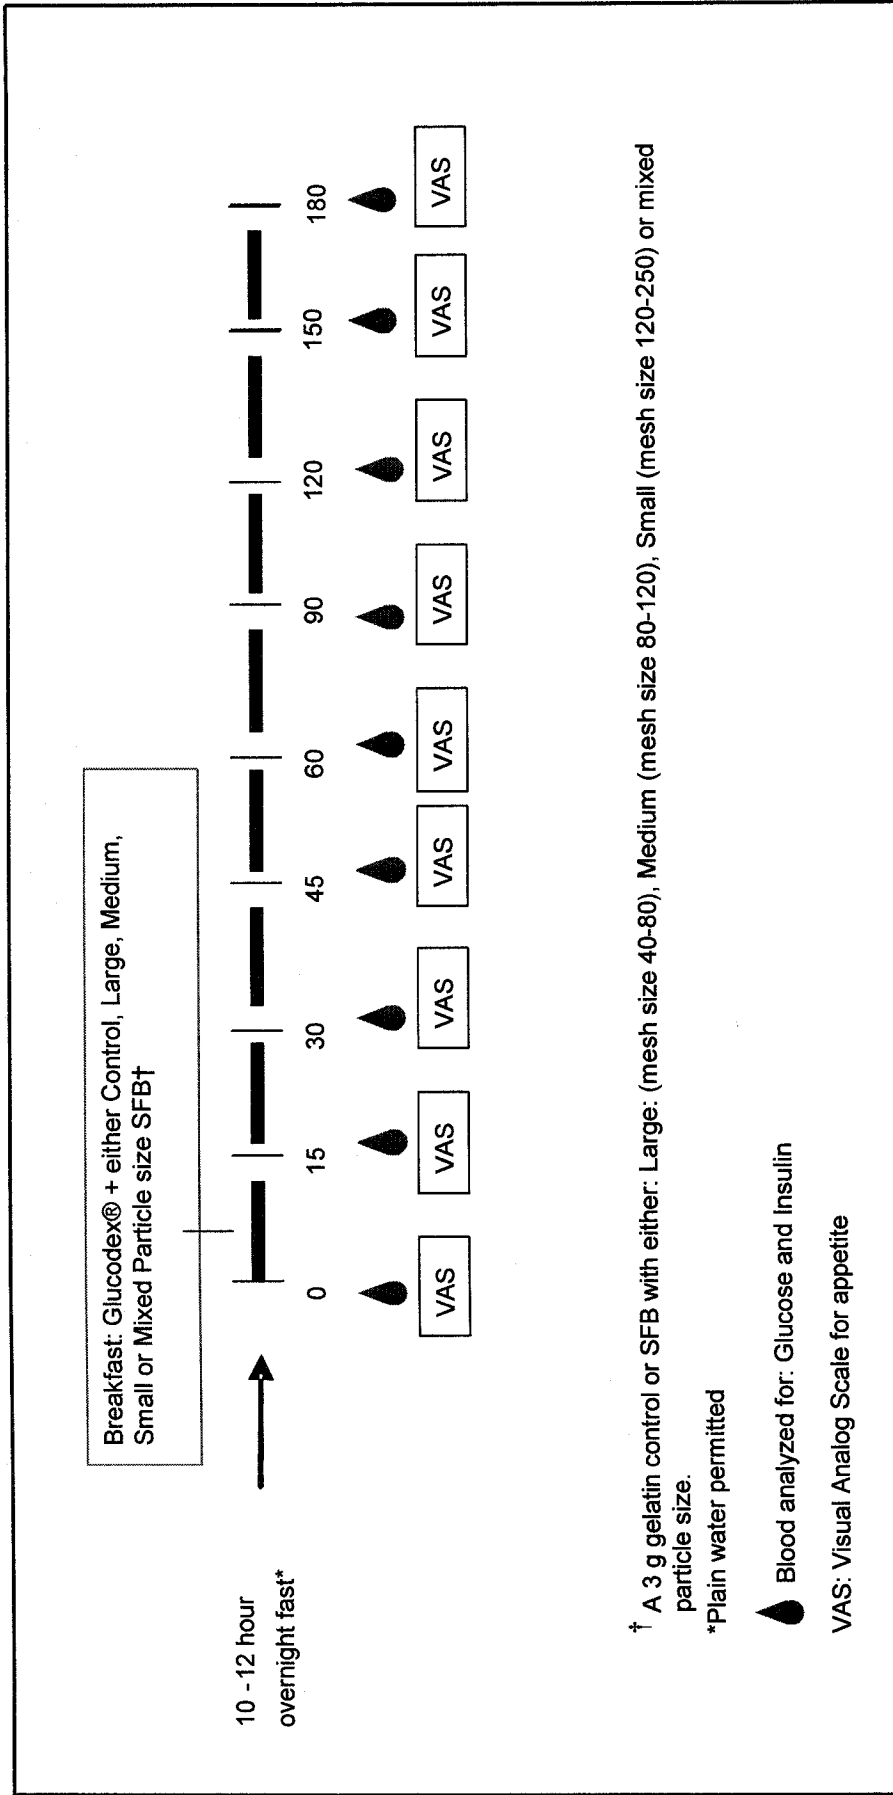 Breakfast: Glucodex® + either Control, Large, Medium,
Small or Mixed Particle size SFB†
10 -12 hour
overnight fast*
0 15 30 45 60 90 120 150 180
VAS VAS VAS VAS VAS VAS VAS VAS VAS
† A 3 g gelatin control or SFB with either: Large: (mesh size 40-80), Medium (mesh size 80-120), Small (mesh size 120-250) or mixed
particle size.
*Plain water permitted
Blood analyzed for: Glucose and Insulin
VAS: Visual Analog Scale for appetite